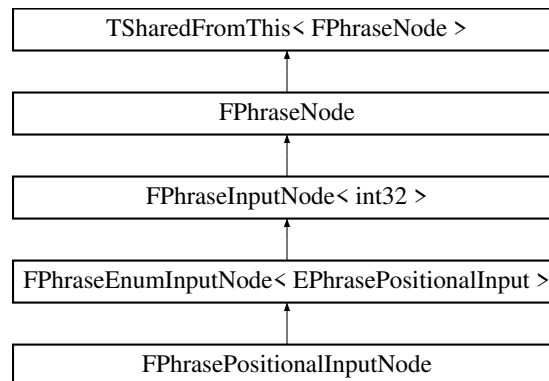 TSharedFromThis< FPhraseNode >
FPhraseNode
FPhraseInputNode< int32 >
FPhraseEnumInputNode< EPhrasePositionalInput >
FPhrasePositionalInputNode